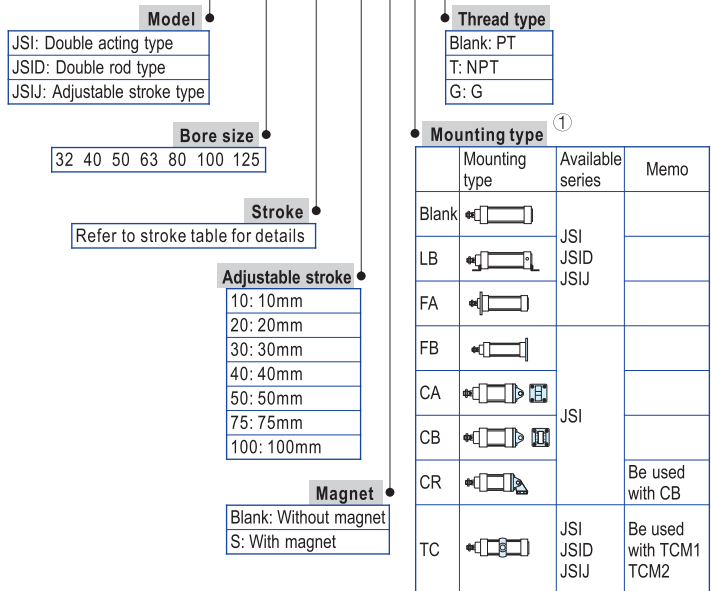 Model
JSI: Double acting type
JSID: Double rod type
JSIJ: Adjustable stroke type
Thread type
Blank: PT
T: NPT
G: G
Bore size
32 40 50 63 80 100 125
Stroke
Refer to stroke table for details
Adjustable stroke
10: 10mm
20: 20mm
30: 30mm
40: 40mm
50: 50mm
75: 75mm
100: 100mm
Magnet
Blank: Without magnet
S: With magnet
Mounting type ①
Mounting type
Available series
Memo
Blank
JSI
JSID
JSIJ
LB
FA
FB
JSI
CA
CB
CR
Be used
with CB
TC
JSI
JSID
JSIJ
Be used
with TCM1
TCM2